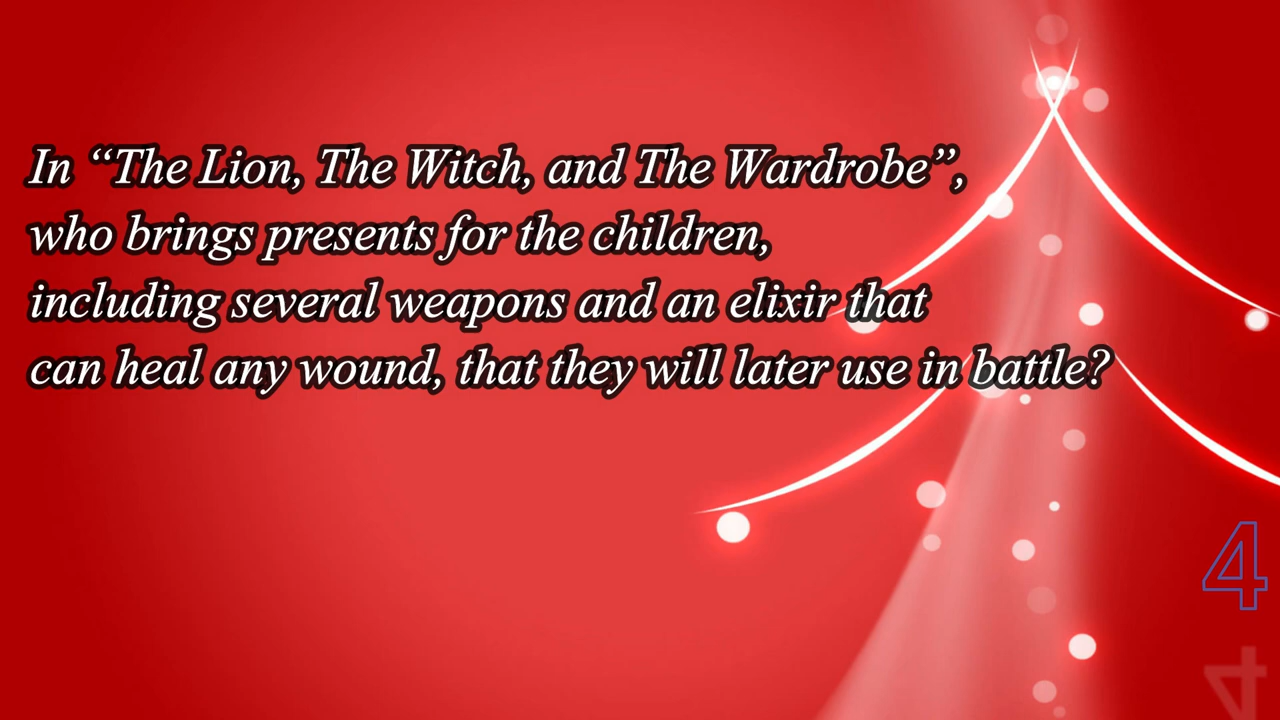 In “The Lion, The Witch, and The Wardrobe”,
who brings presents for the children,
including several weapons and an elixir that
can heal any wound, that they will later use in battle?
4